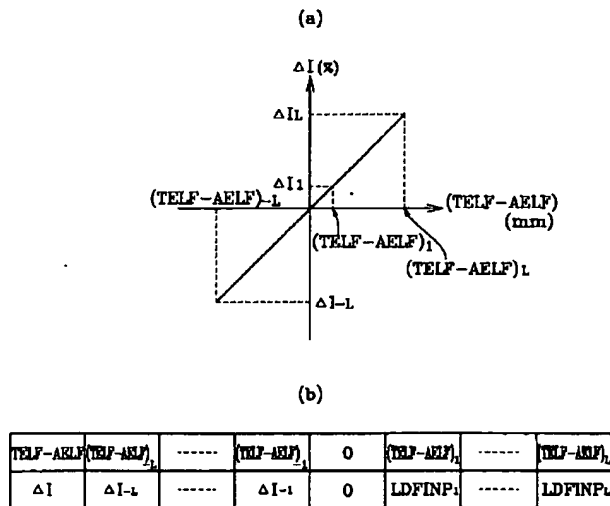 (a)
ΔI(%)
ΔIL
ΔI1
(TELF-AELF)-L
(TELF-AELF)
(mm)
(TELF-AELF)1
(TELF-AELF)L
ΔI-L
(b)
TELF-AELF (TELF-AELF)-L ------ (TELF-AELF)-1 0 (TELF-AELF)1 ------ (TELF-AELF)L
ΔI ΔI-L ------ ΔI-1 0 LDFINP1 ------ LDFINPL